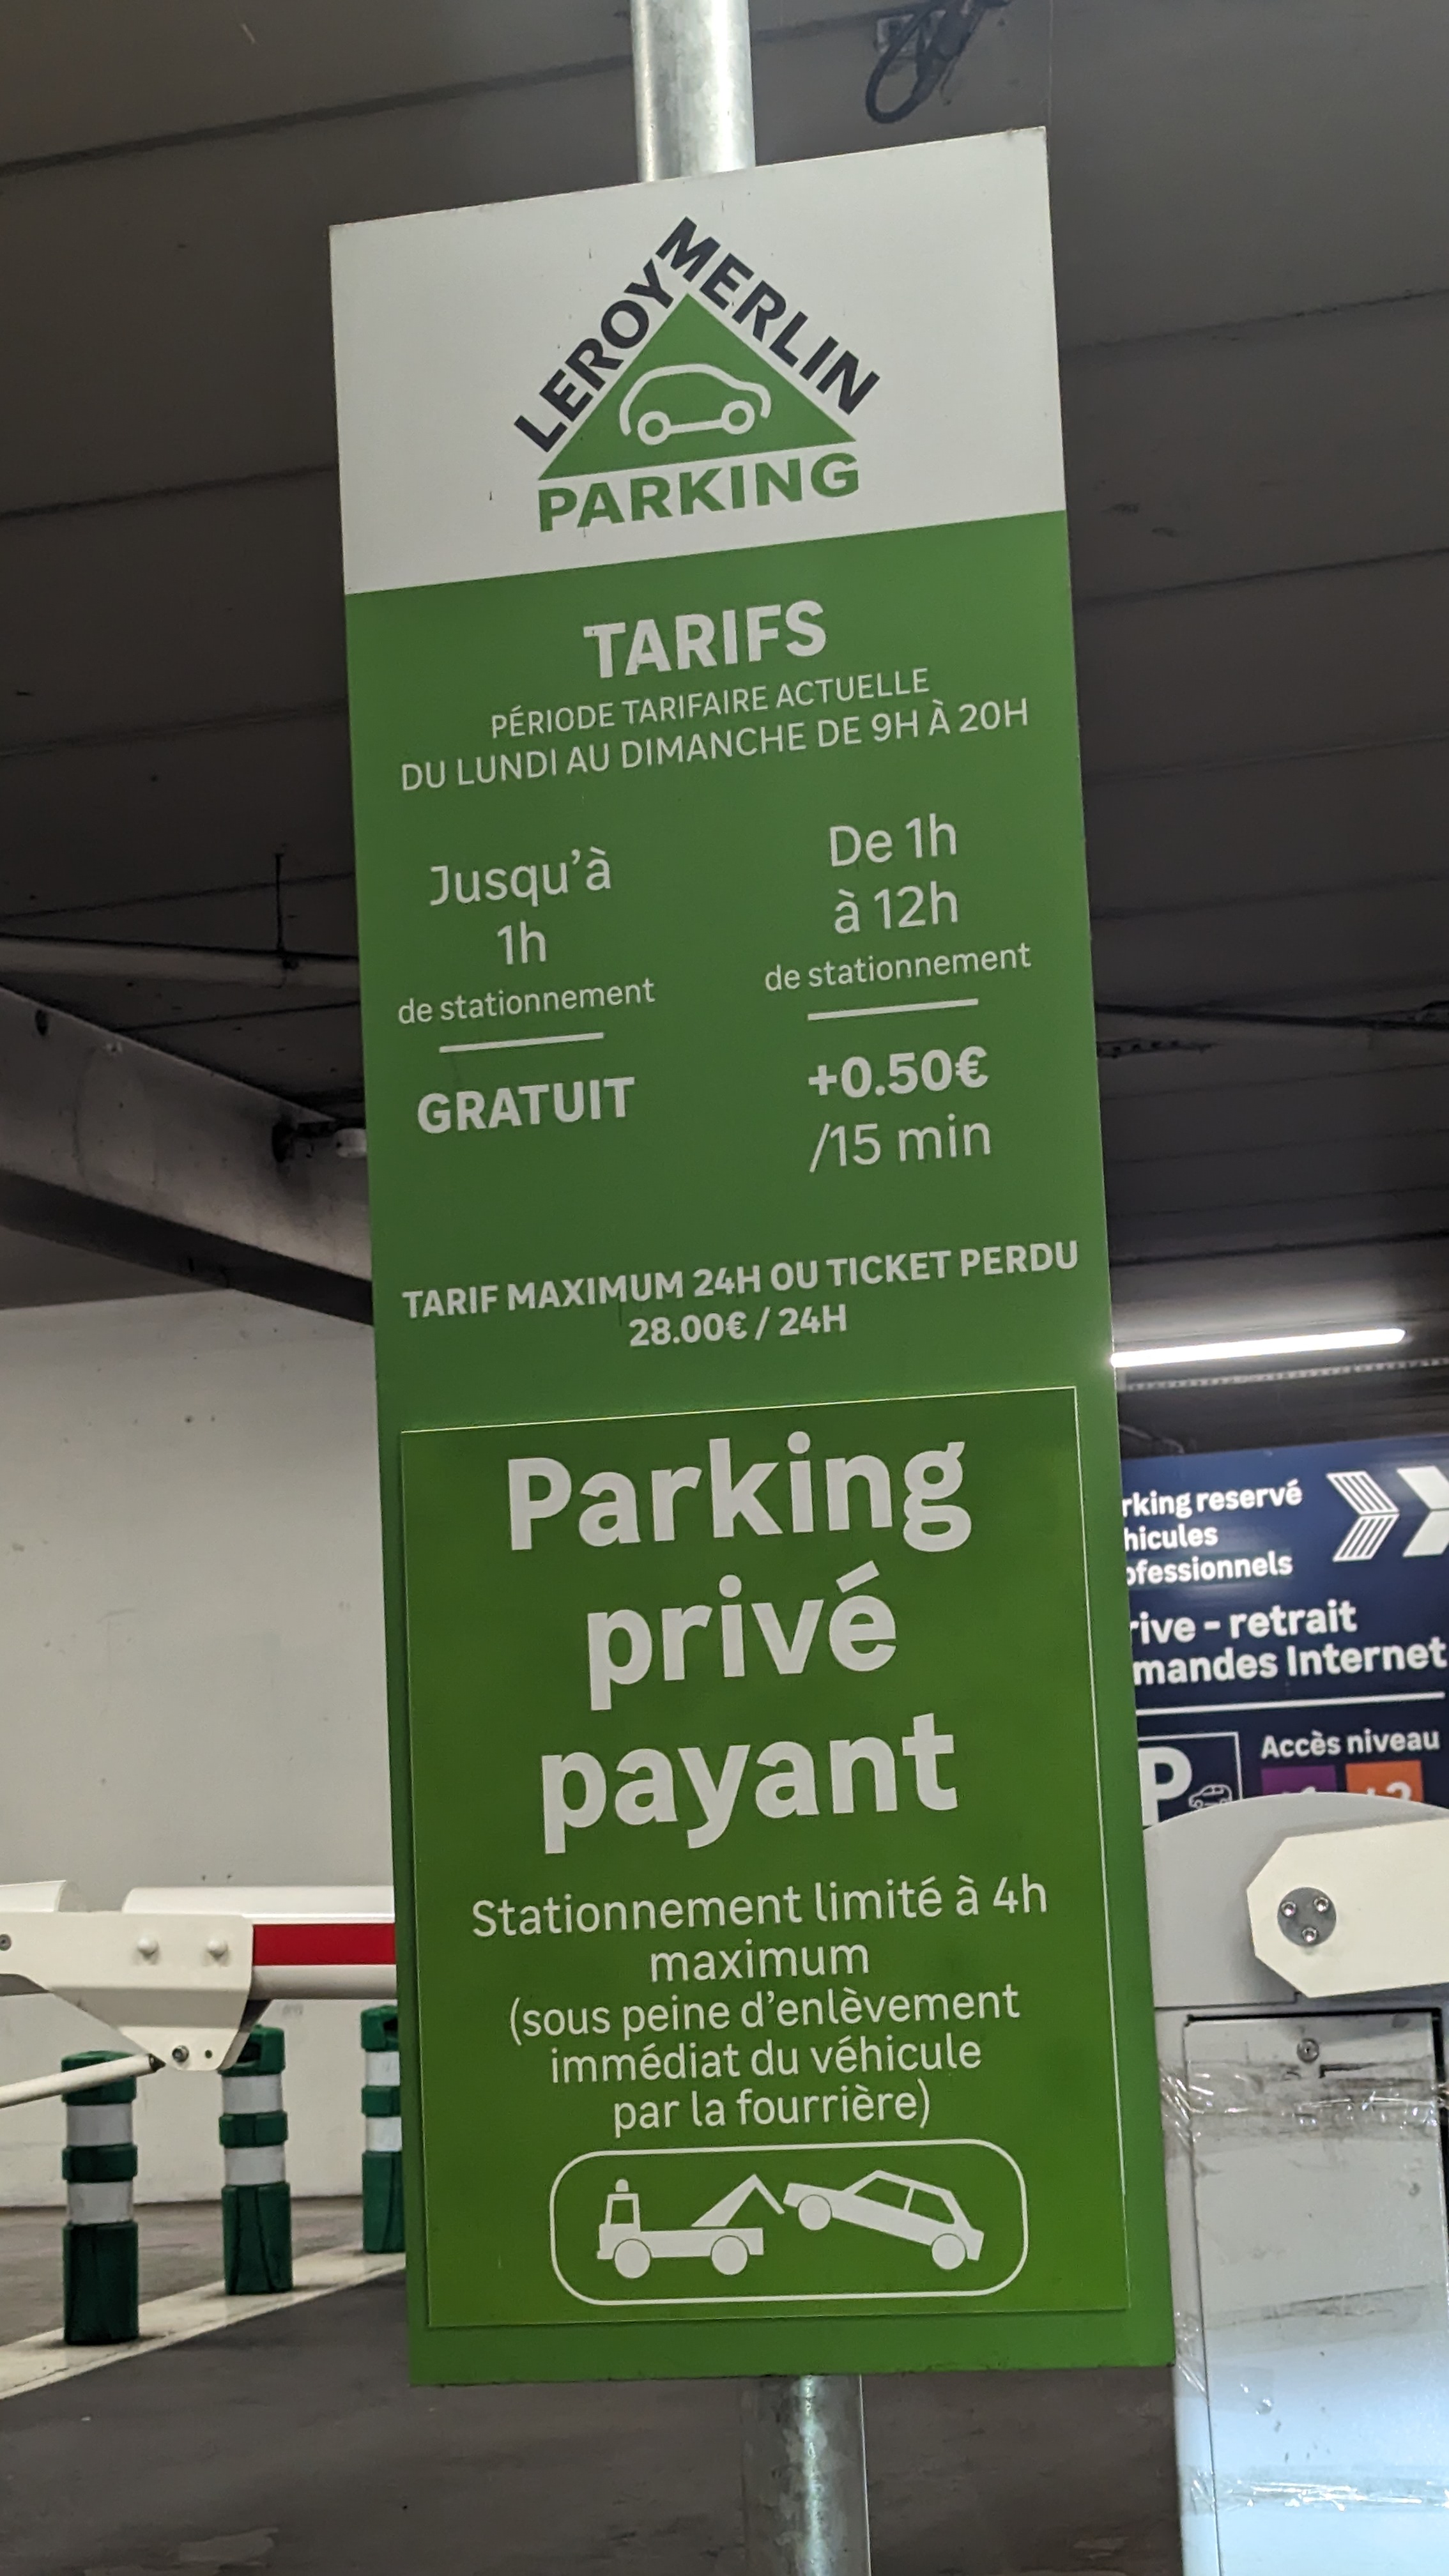 LEROY MERLIN
PARKING
TARIFS
PÉRIODE TARIFAIRE ACTUELLE
DU LUNDI AU DIMANCHE DE 9H À 20H
Jusqu'à
1h
de stationnement
GRATUIT
De 1h
à 12h
de stationnement
+0.50€
/15 min
TARIF MAXIMUM 24H OU TICKET PERDU
28.00€ / 24H
Parking
privé
payant
Stationnement limité à 4h
maximum
(sous peine d'enlèvement
immédiat du véhicule
par la fourrière)
rking reservé
hicules
ofessionnels
rive - retrait
mandes Internet
P
Accès niveau